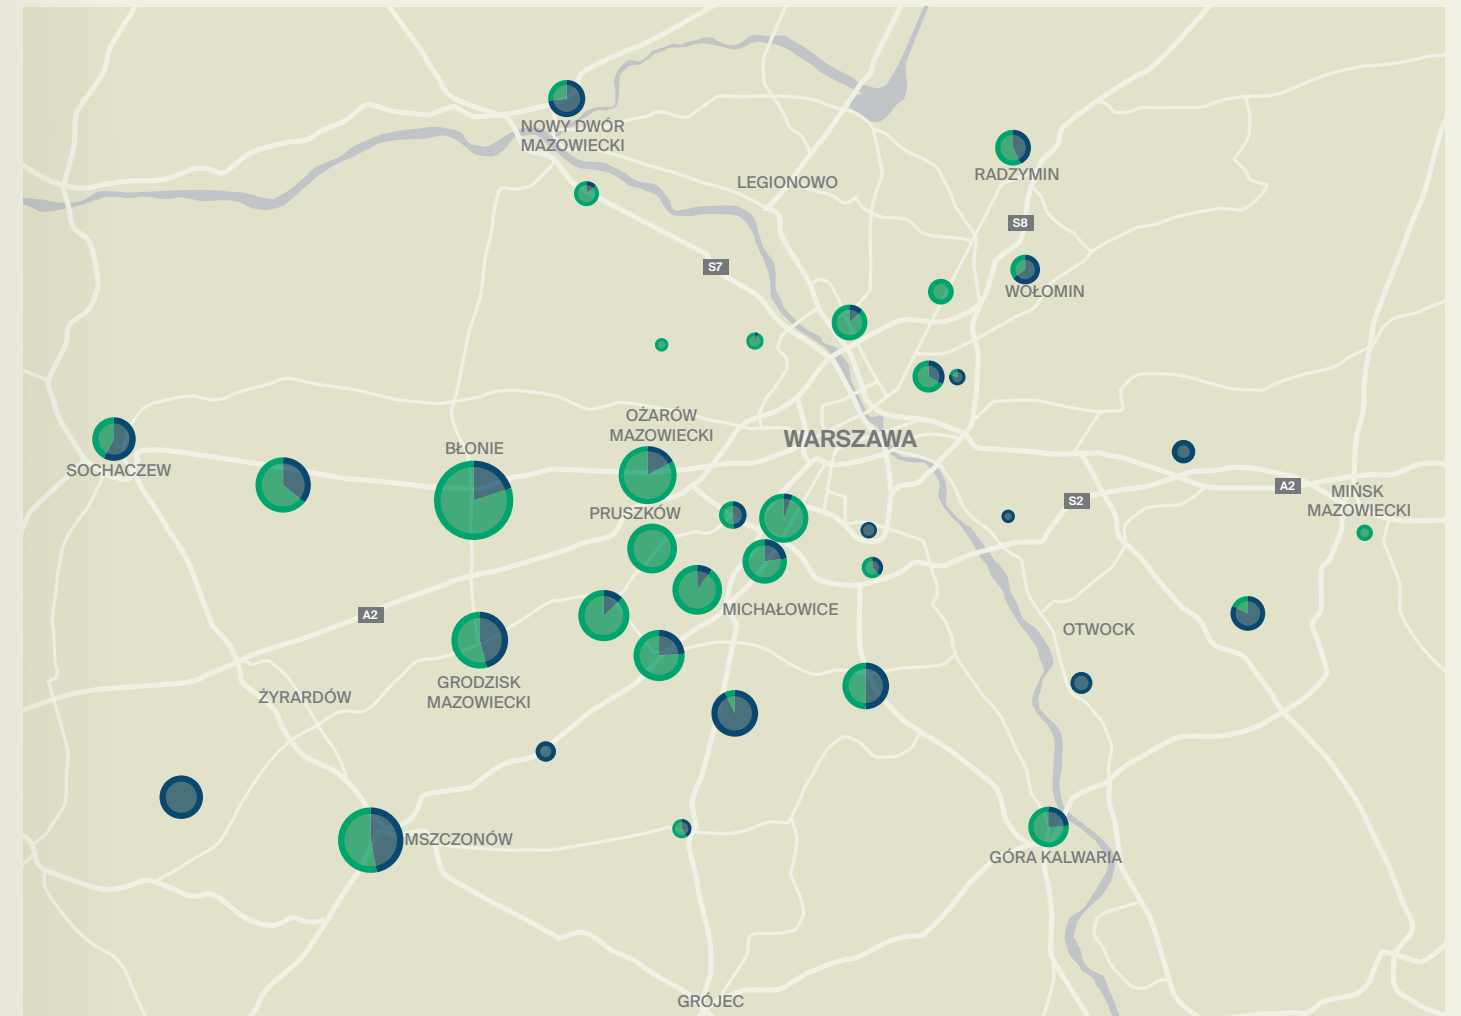 NOWY DWÓR
MAZOWIECKI
RADZYMIN
LEGIONOWO
S8
S7
WOŁOMIN
OŻARÓW
MAZOWIECKI
WARSZAWA
BŁONIE
SOCHACZEW
A2
MIŃSK
MAZOWIECKI
S2
PRUSZKÓW
A2
MICHAŁOWICE
OTWOCK
GRODZISK
MAZOWIECKI
ŻYRARDÓW
MSZCZONÓW
GÓRA KALWARIA
GRÓJEC